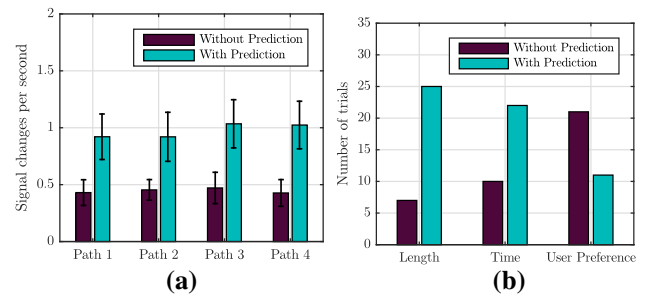 Signal changes per second
2
1.5
1
0.5
0
Without Prediction
With Prediction
Path 1 Path 2 Path 3 Path 4
(a)
Number of trials
35
30
25
20
15
10
5
0
Without Prediction
With Prediction
Length Time User Preference
(b)